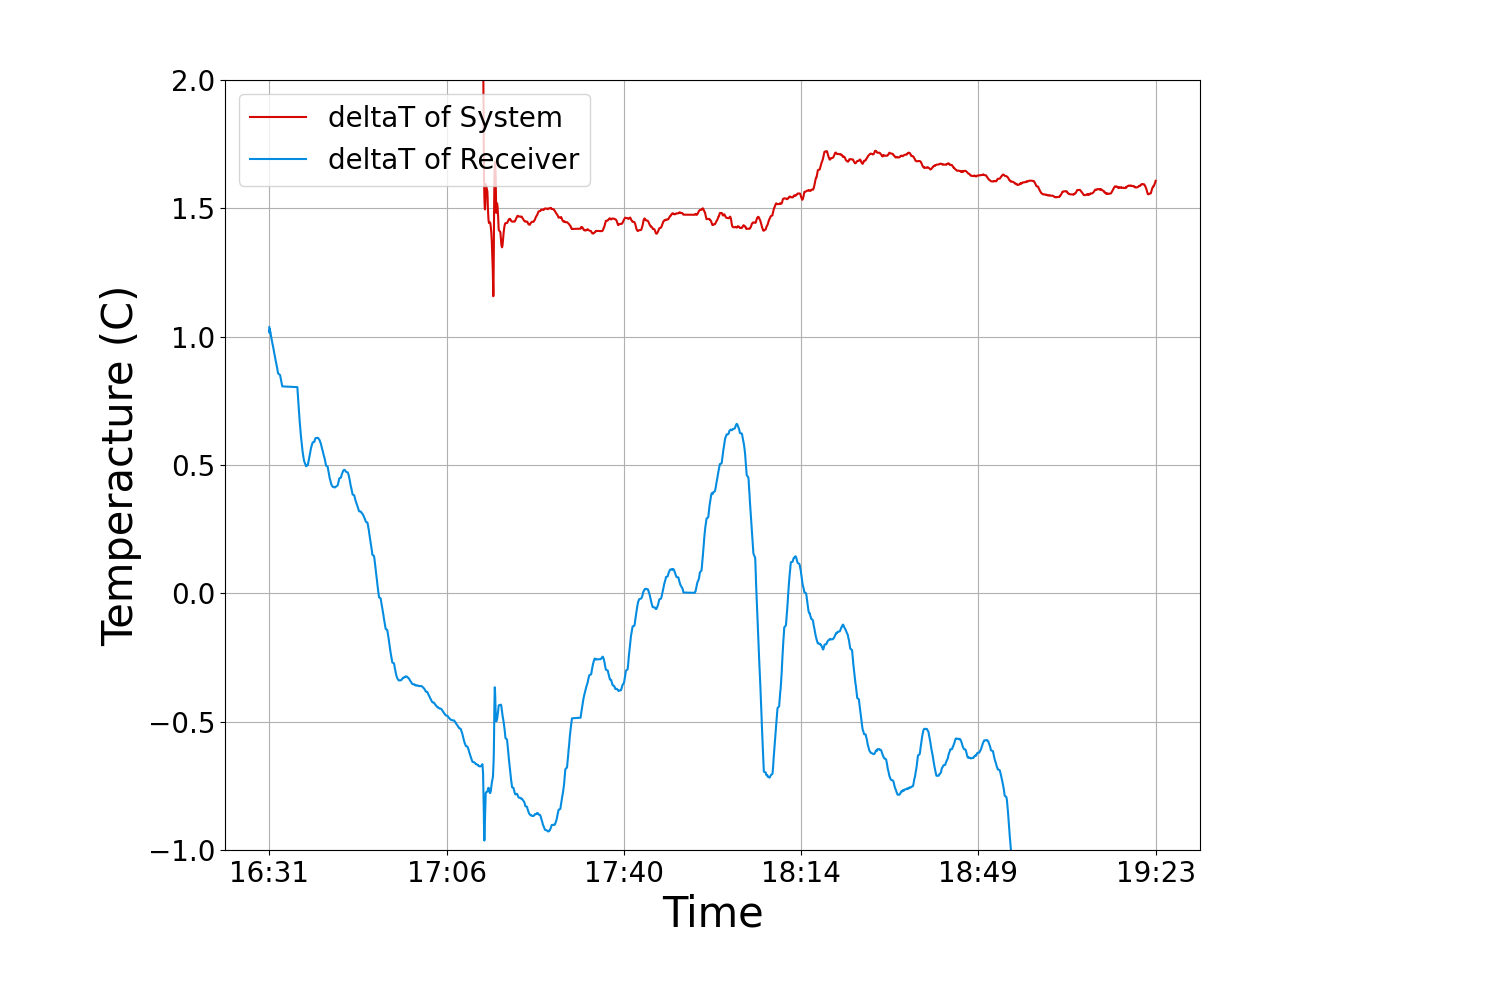 2.0
1.5
1.0
0.5
0.0
−0.5
−1.0
Temperacture (C)
deltaT of System
deltaT of Receiver
16:31 17:06 17:40 18:14 18:49 19:23
Time